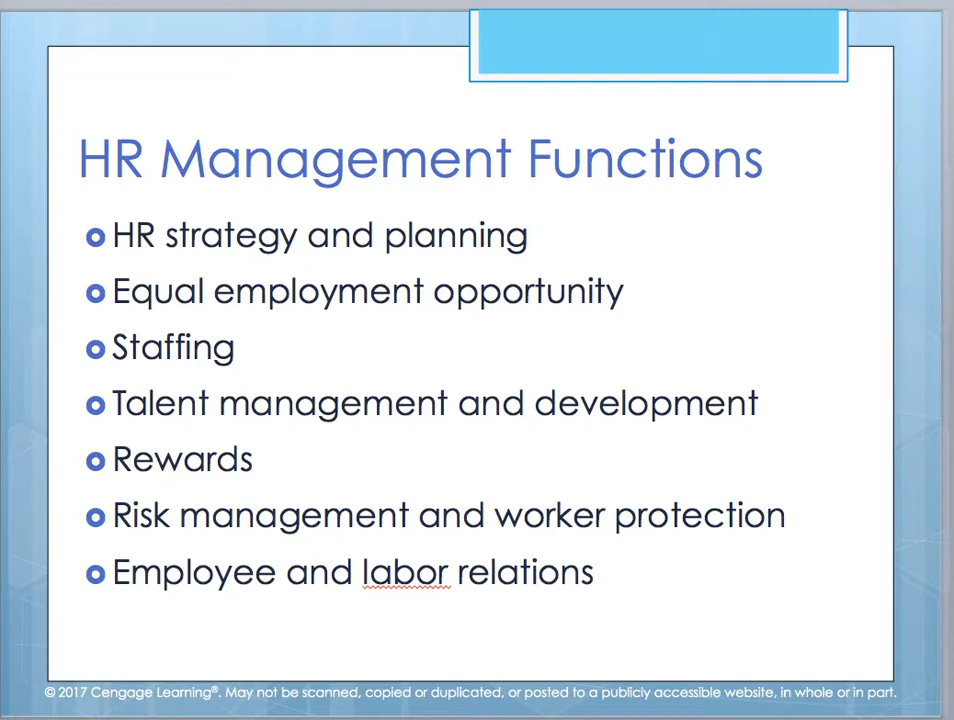 HR Management Functions
HR strategy and planning
Equal employment opportunity
Staffing
Talent management and development
Rewards
Risk management and worker protection
Employee and labor relations
© 2017 Cengage Learning®. May not be scanned, copied or duplicated, or posted to a publicly accessible website, in whole or in part.